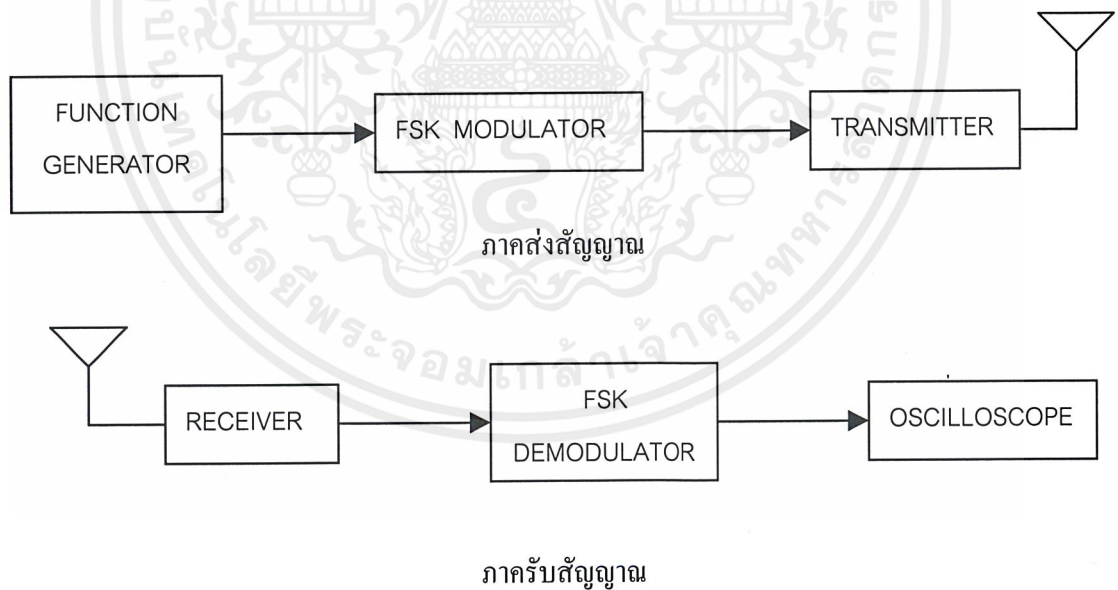 FUNCTION
GENERATOR
FSK MODULATOR
TRANSMITTER
ภาคส่งสัญญาณ
RECEIVER
FSK
DEMODULATOR
OSCILLOSCOPE
ภาครับสัญญาณ